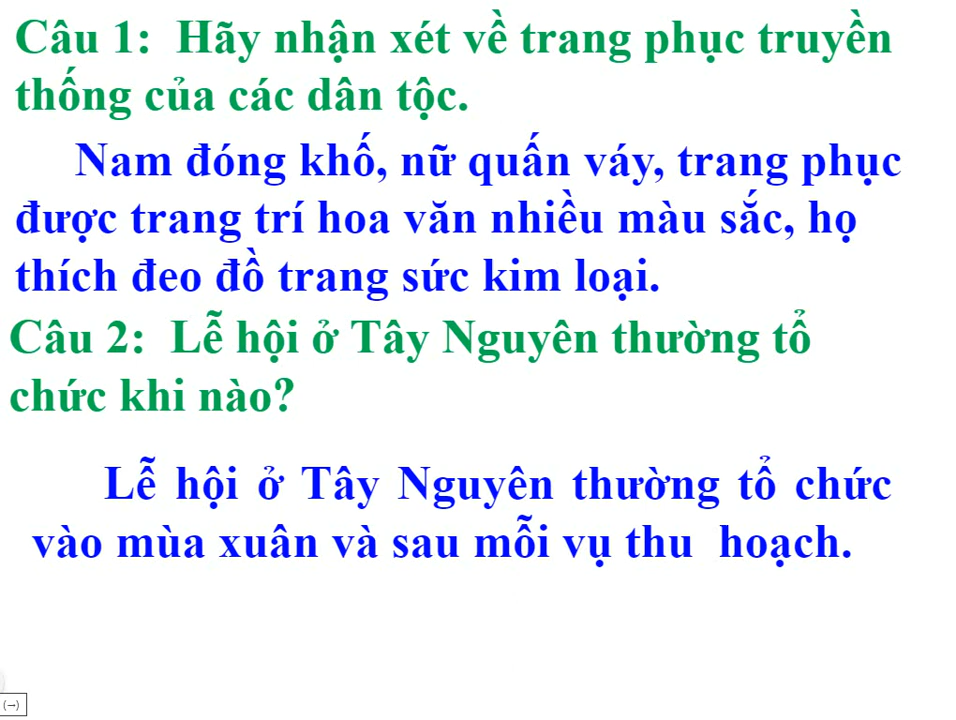 Câu 1: Hãy nhận xét về trang phục truyền
thống của các dân tộc.
Nam đóng khố, nữ quấn váy, trang phục
được trang trí hoa văn nhiều màu sắc, họ
thích đeo đồ trang sức kim loại.
Câu 2: Lễ hội ở Tây Nguyên thường tổ
chức khi nào?
Lễ hội ở Tây Nguyên thường tổ chức
vào mùa xuân và sau mỗi vụ thu hoạch.
(→)